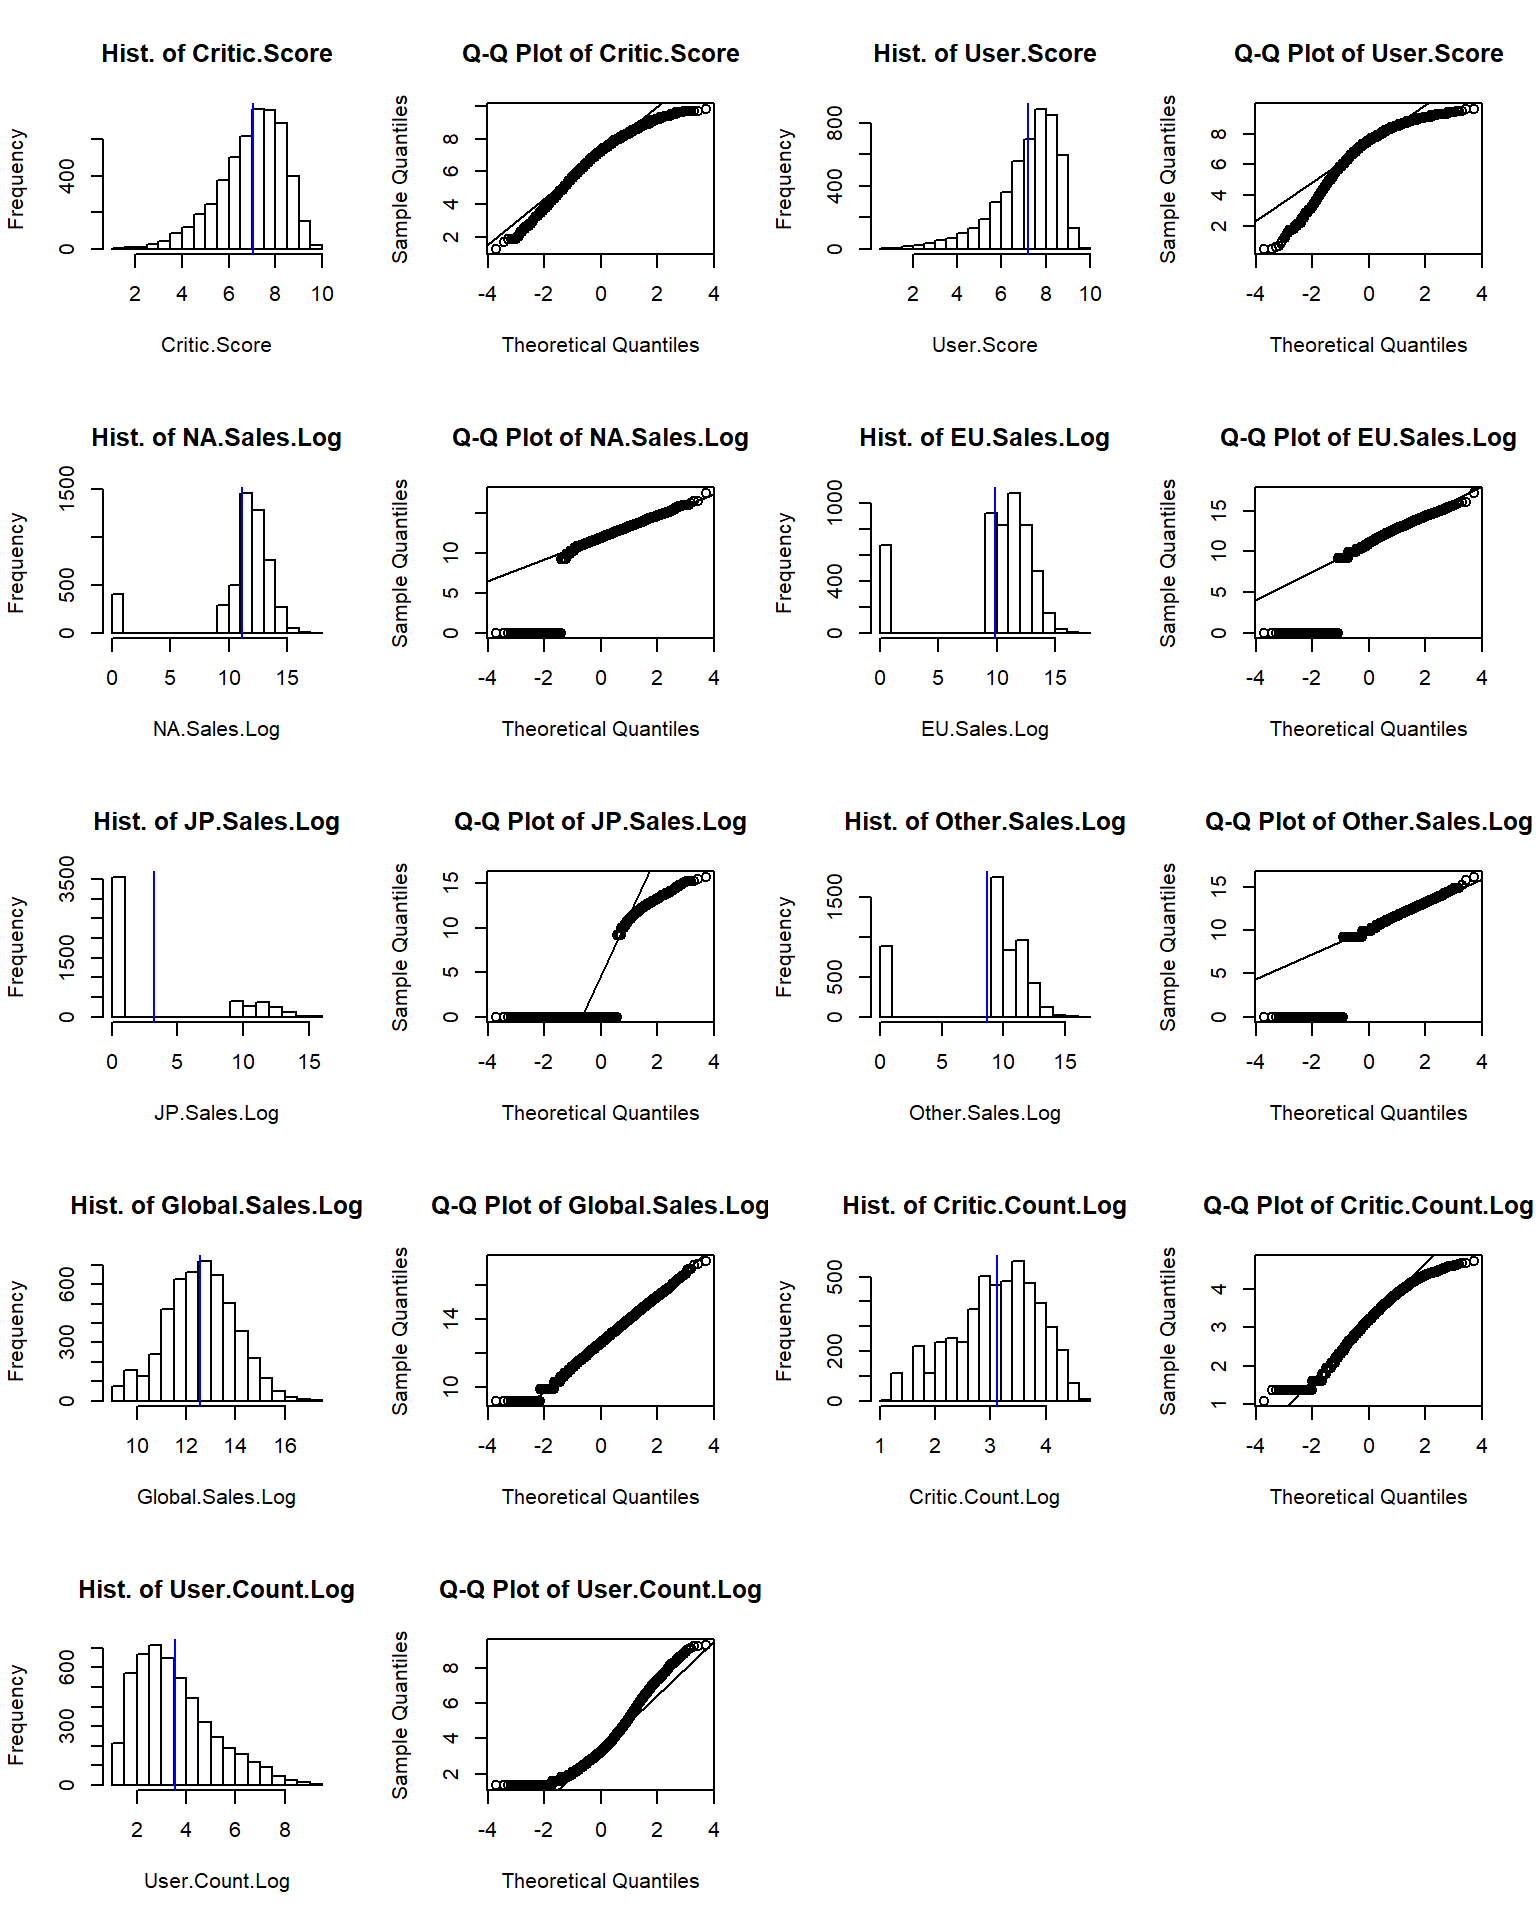 Hist. of Critic.Score
Frequency
0 400
2 4 6 8 10
Critic.Score
Q-Q Plot of Critic.Score
Sample Quantiles
2 4 6 8
-4 -2 0 2 4
Theoretical Quantiles
Hist. of User.Score
Frequency
0 400 800
2 4 6 8 10
User.Score
Q-Q Plot of User.Score
Sample Quantiles
2 4 6 8
-4 -2 0 2 4
Theoretical Quantiles
Hist. of NA.Sales.Log
Frequency
0 500 1500
0 5 10 15
NA.Sales.Log
Q-Q Plot of NA.Sales.Log
Sample Quantiles
0 5 10
-4 -2 0 2 4
Theoretical Quantiles
Hist. of EU.Sales.Log
Frequency
0 400 1000
0 5 10 15
EU.Sales.Log
Q-Q Plot of EU.Sales.Log
Sample Quantiles
0 5 10 15
-4 -2 0 2 4
Theoretical Quantiles
Hist. of JP.Sales.Log
Frequency
0 1500 3500
0 5 10 15
JP.Sales.Log
Q-Q Plot of JP.Sales.Log
Sample Quantiles
0 5 10 15
-4 -2 0 2 4
Theoretical Quantiles
Hist. of Other.Sales.Log
Frequency
0 500 1500
0 5 10 15
Other.Sales.Log
Q-Q Plot of Other.Sales.Log
Sample Quantiles
0 5 10 15
-4 -2 0 2 4
Theoretical Quantiles
Hist. of Global.Sales.Log
Frequency
0 300 600
10 12 14 16
Global.Sales.Log
Q-Q Plot of Global.Sales.Log
Sample Quantiles
10 14
-4 -2 0 2 4
Theoretical Quantiles
Hist. of Critic.Count.Log
Frequency
0 200 500
1 2 3 4
Critic.Count.Log
Q-Q Plot of Critic.Count.Log
Sample Quantiles
1 2 3 4
-4 -2 0 2 4
Theoretical Quantiles
Hist. of User.Count.Log
Frequency
0 300 600
2 4 6 8
User.Count.Log
Q-Q Plot of User.Count.Log
Sample Quantiles
2 4 6 8
-4 -2 0 2 4
Theoretical Quantiles